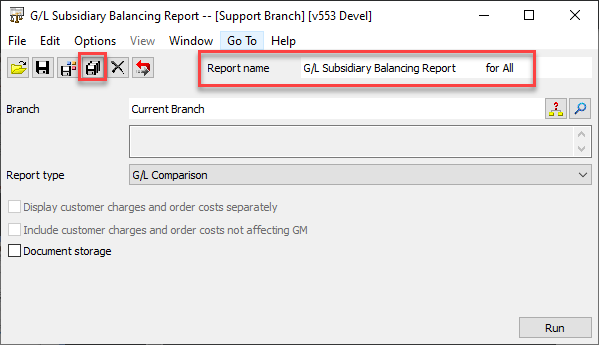 G/L Subsidiary Balancing Report -- [Support Branch] [v553 Devel]
File Edit Options View Window Go To Help
Report name G/L Subsidiary Balancing Report for All
Branch Current Branch
Report type G/L Comparison
Display customer charges and order costs separately
Include customer charges and order costs not affecting GM
Document storage
Run